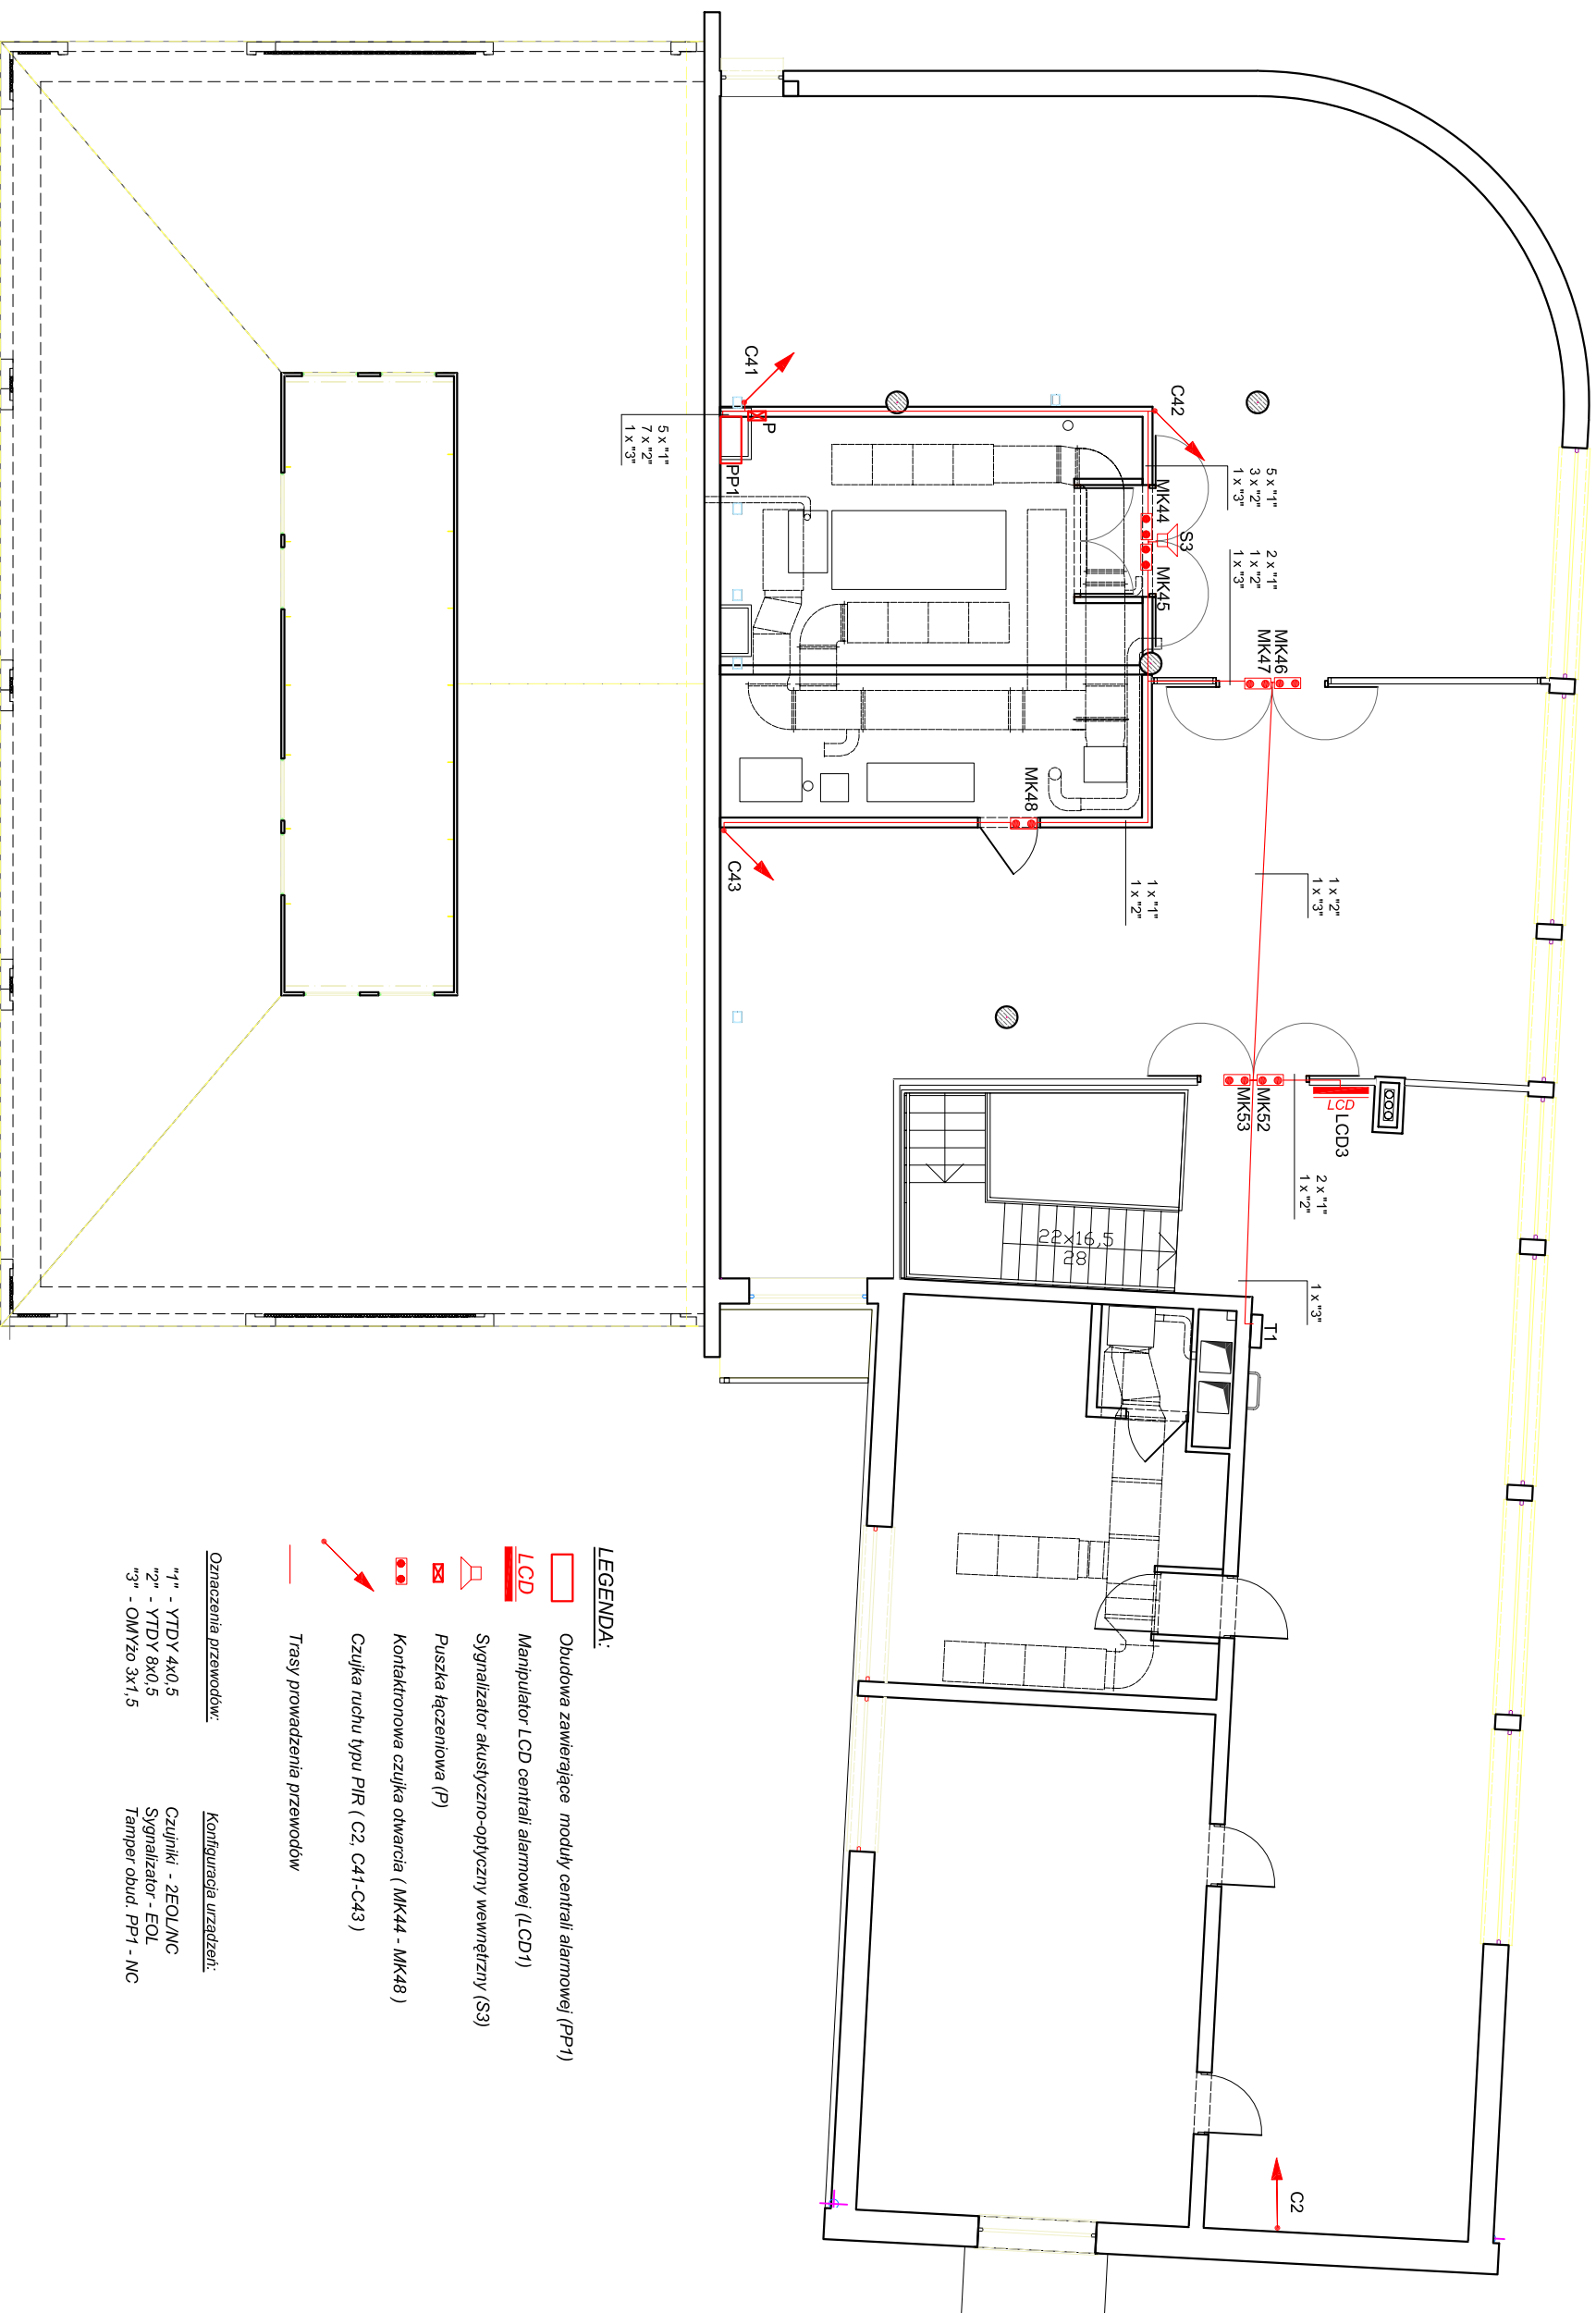 C41
C42
P
PP1
5 x "1"
7 x "2"
1 x "3"
5 x "1"
3 x "2"
1 x "3"
MK44
S3
MK45
2 x "1"
1 x "2"
1 x "3"
MK46
MK47
MK48
C43
1 x "1"
1 x "2"
1 x "2"
1 x "3"
MK52
MK53
LCD
LCD3
2 x "1"
1 x "2"
22x16,5
28
1 x "3"
T1
C2
LEGENDA:
Obudowa zawierające moduły centrali alarmowej (PP1)
LCD
Manipulator LCD centrali alarmowej (LCD1)
Sygnalizator akustyczno-optyczny wewnętrzny (S3)
Puszka łączeniowa (P)
Kontaktronowa czujka otwarcia ( MK44 - MK48 )
Czujka ruchu typu PIR ( C2, C41-C43 )
Trasy prowadzenia przewodów
Oznaczenia przewodów:
"1" - YTDY 4x0,5
"2" - YTDY 8x0,5
"3" - OMYżo 3x1,5
Konfiguracja urządzeń:
Czujniki - 2EOL/NC
Sygnalizator - EOL
Tamper obud. PP1 - NC